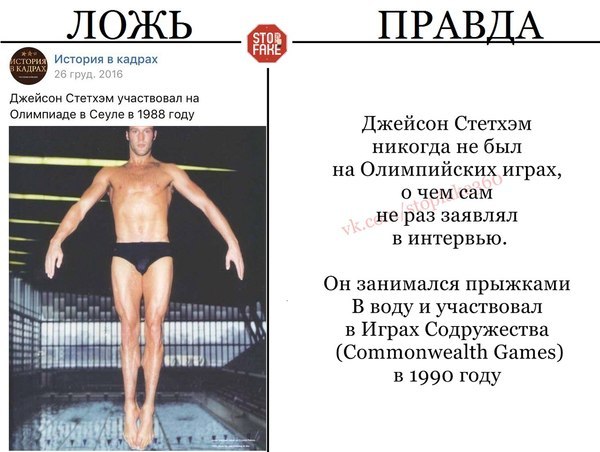 ЛОЖЬ
STOP
FAKE
ПРАВДА
ИСТОРИЯ
В КАДРАХ
История в кадрах
26 груд. 2016
Джейсон Стетхэм участвовал на
Олимпиаде в Сеуле в 1988 году
Джейсон Стетхэм
никогда не был
на Олимпийских играх,
о чем сам
не раз заявлял
в интервью.
Он занимался прыжками
В воду и участвовал
в Играх Содружества
(Commonwealth Games)
в 1990 году